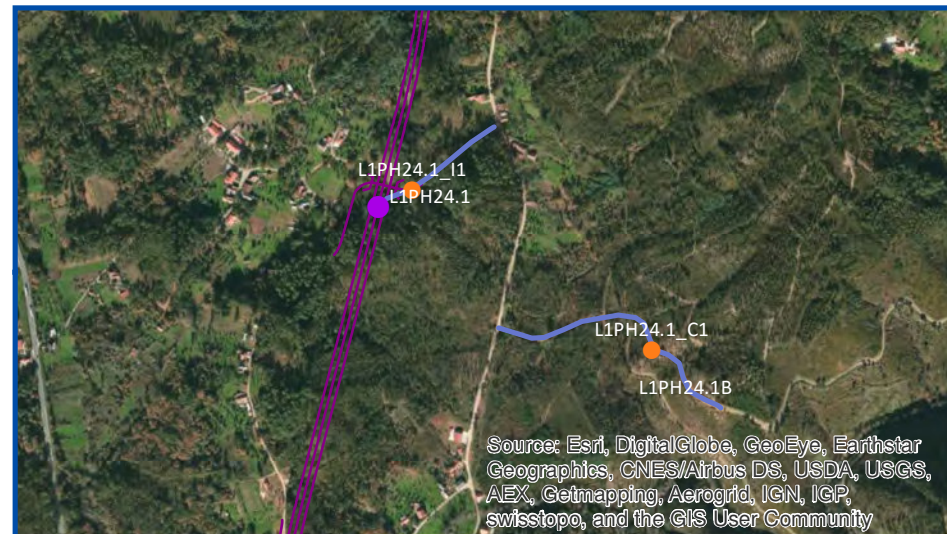 L1PH24.1_I1
L1PH24.1
L1PH24.1_C1
L1PH24.1B
Source: Esri, DigitalGlobe, GeoEye, Earthstar
Geographics, CNES/Airbus DS, USDA, USGS,
AEX, Getmapping, Aerogrid, IGN, IGP,
swisstopo, and the GIS User Community